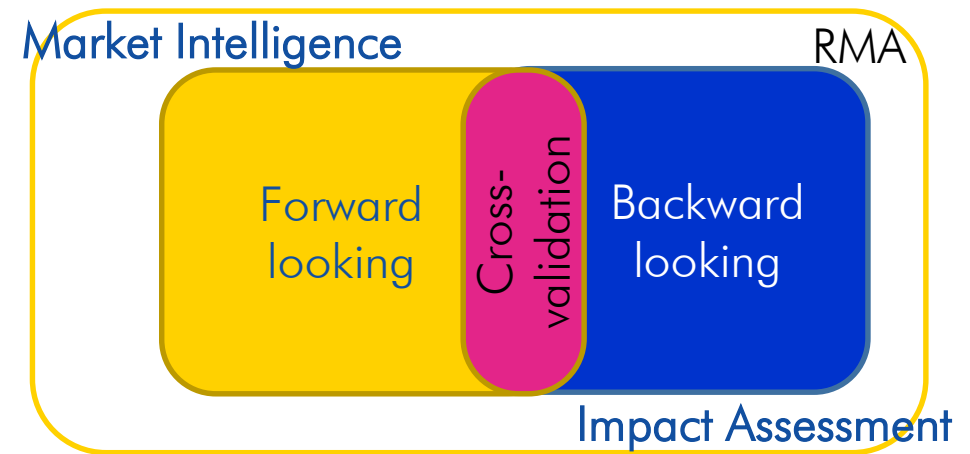 Market Intelligence
RMA
Forward
looking
Cross-
validation
Backward
looking
Impact Assessment